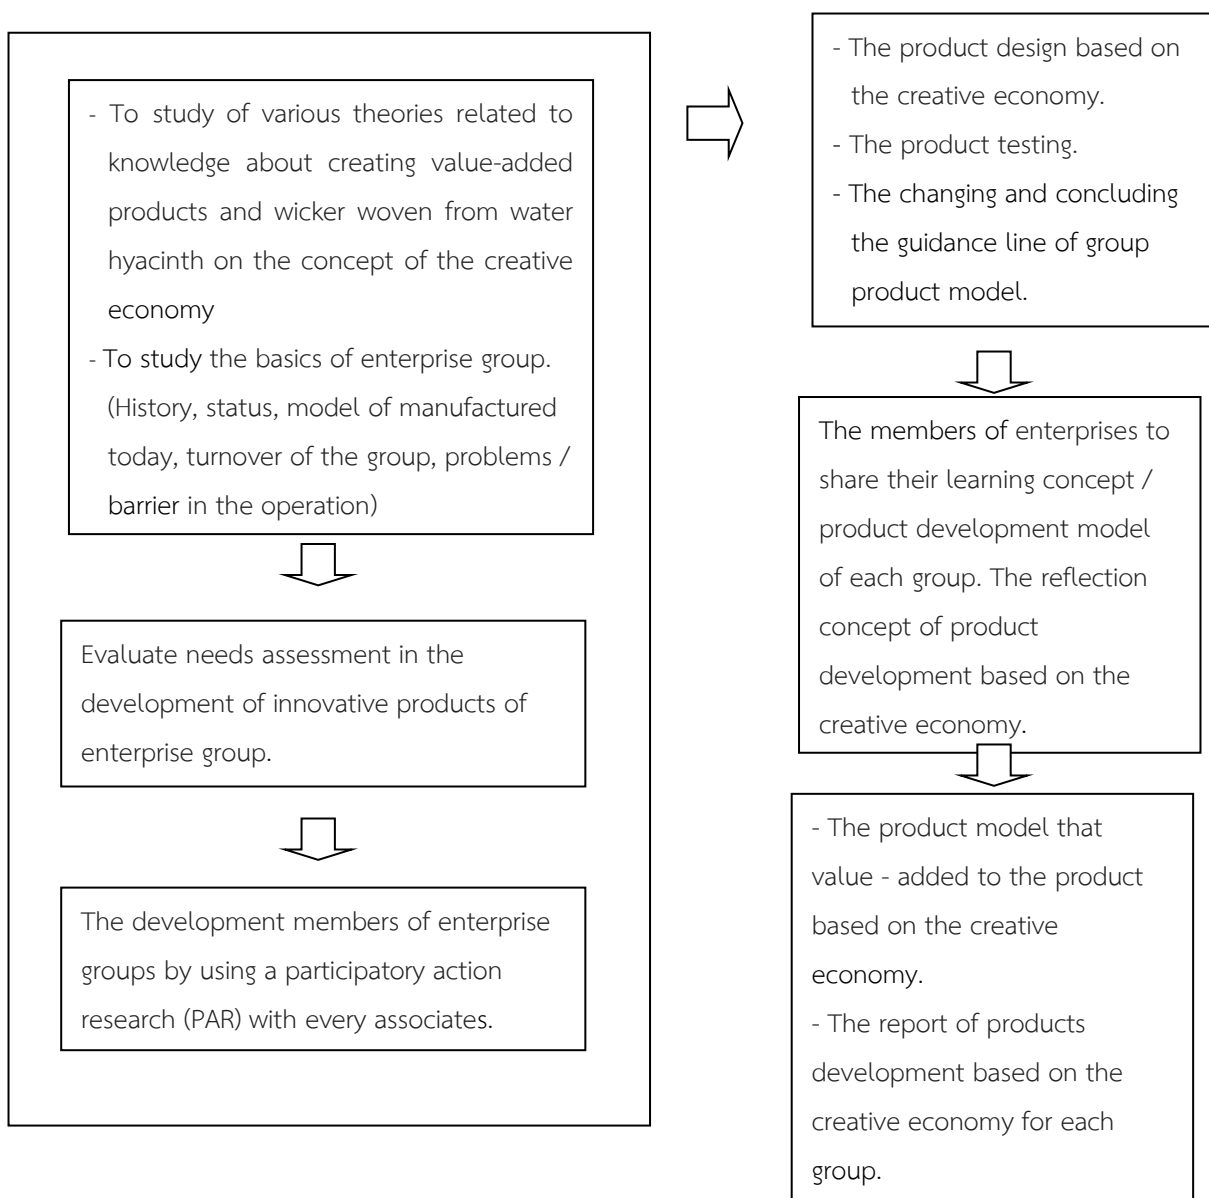 - To study of various theories related to
knowledge about creating value-added
products and wicker woven from water
hyacinth on the concept of the creative
economy
- To study the basics of enterprise group.
(History, status, model of manufactured
today, turnover of the group, problems /
barrier in the operation)
Evaluate needs assessment in the
development of innovative products of
enterprise group.
The development members of enterprise
groups by using a participatory action
research (PAR) with every associates.
- The product design based on
the creative economy.
- The product testing.
- The changing and concluding
the guidance line of group
product model.
The members of enterprises to
share their learning concept /
product development model
of each group. The reflection
concept of product
development based on the
creative economy.
- The product model that
value - added to the product
based on the creative
economy.
- The report of products
development based on the
creative economy for each
group.